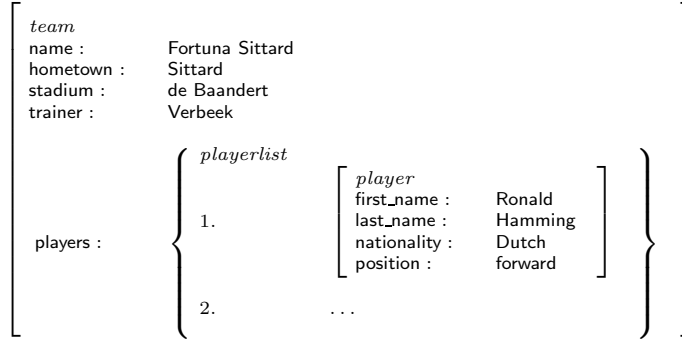 team
name : Fortuna Sittard
hometown : Sittard
stadium : de Baandert
trainer : Verbeek
playerlist
player
first_name : Ronald
1. last_name : Hamming
players : nationality : Dutch
position : forward
2. ...